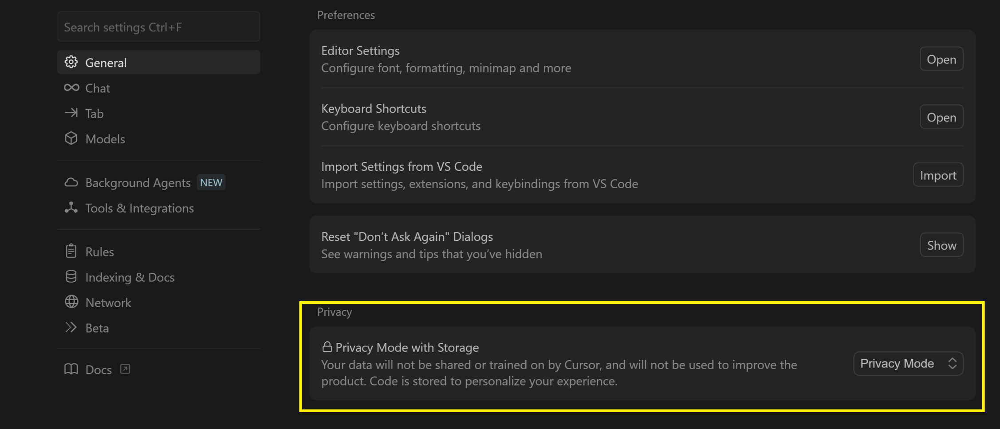 Search settings Ctrl+F
General
Chat
Tab
Models
Background Agents NEW
Tools & Integrations
Rules
Indexing & Docs
Network
Beta
Docs
Preferences
Editor Settings
Configure font, formatting, minimap and more
Open
Keyboard Shortcuts
Configure keyboard shortcuts
Open
Import Settings from VS Code
Import settings, extensions, and keybindings from VS Code
Import
Reset "Don’t Ask Again" Dialogs
See warnings and tips that you’ve hidden
Show
Privacy
Privacy Mode with Storage
Your data will not be shared or trained on by Cursor, and will not be used to improve the
product. Code is stored to personalize your experience.
Privacy Mode